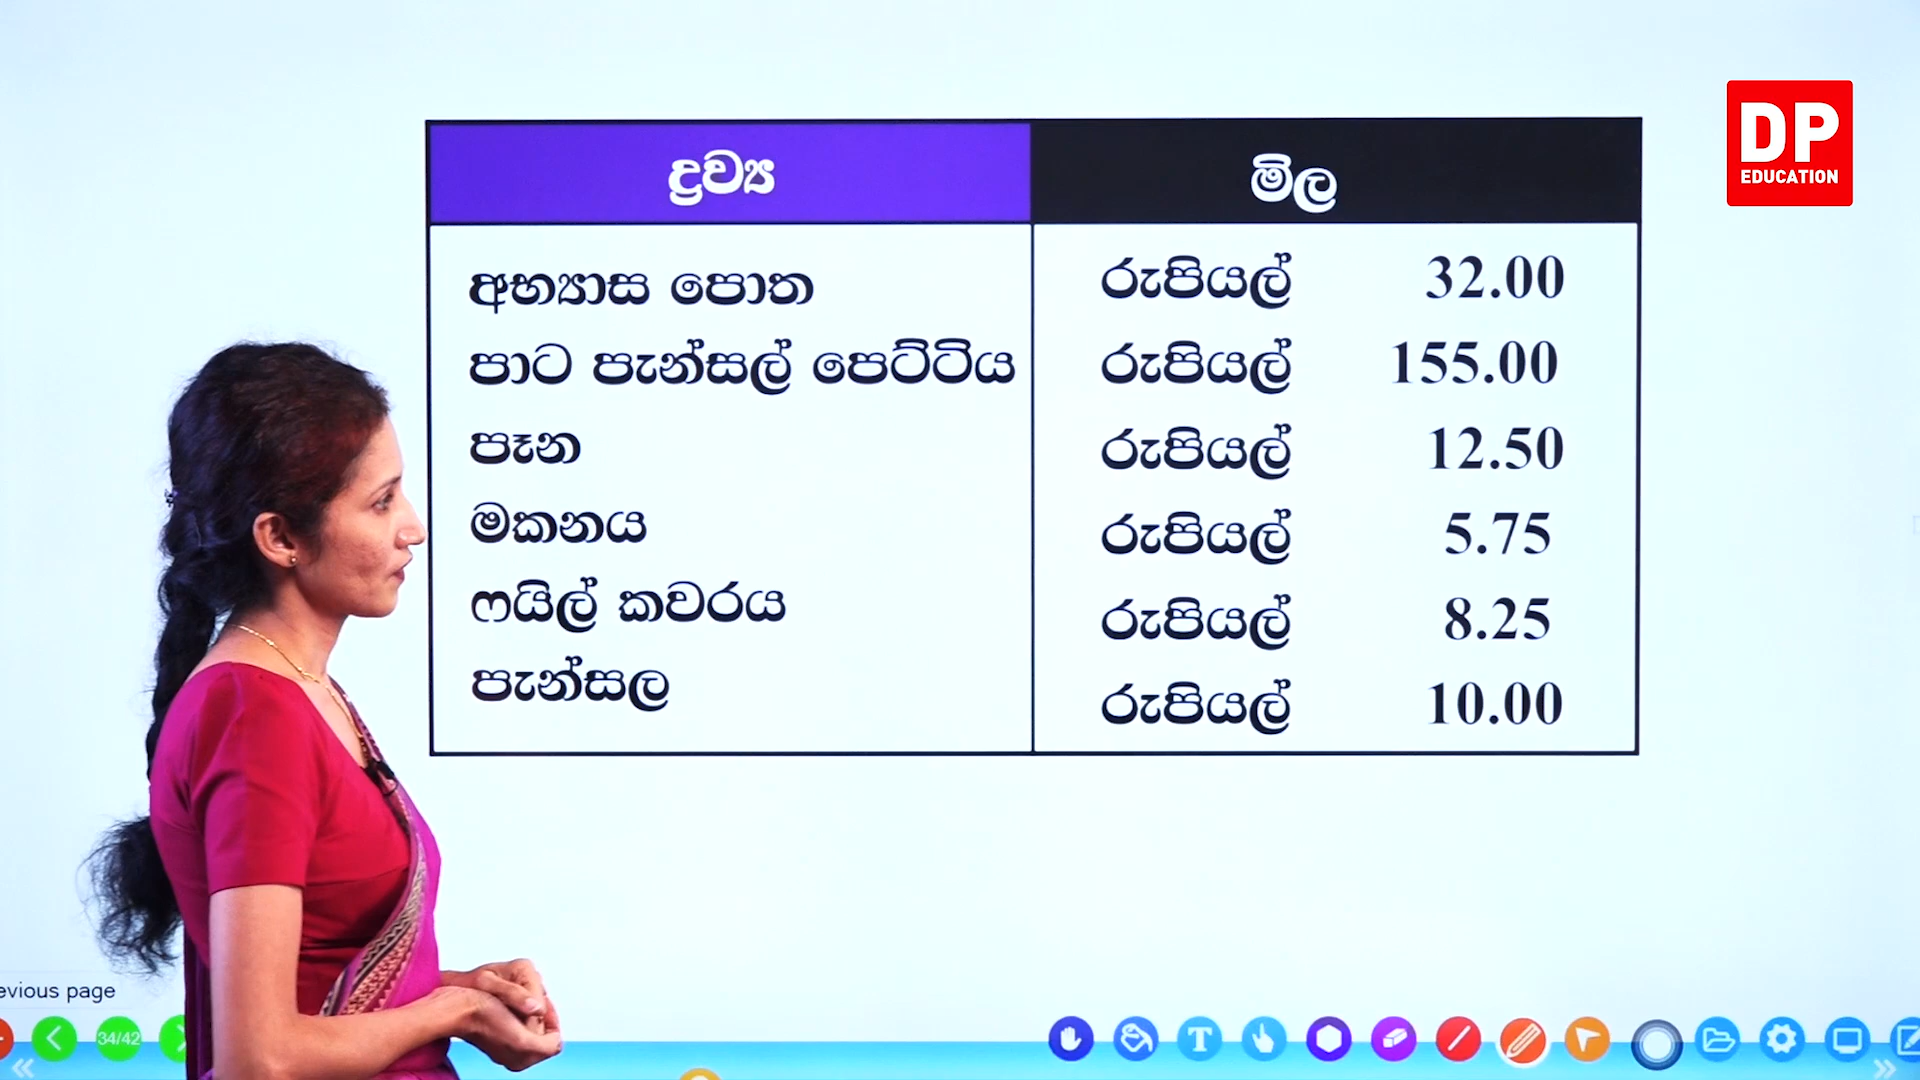 DP
EDUCATION
ද්‍රව්‍ය මිල
අභ්‍යාස පොත රුපියල් 32.00
පාට පැන්සල් පෙට්ටිය රුපියල් 155.00
පෑන රුපියල් 12.50
මකනය රුපියල් 5.75
ෆයිල් කවරය රුපියල් 8.25
පැන්සල රුපියල් 10.00
evious page
34/42
T